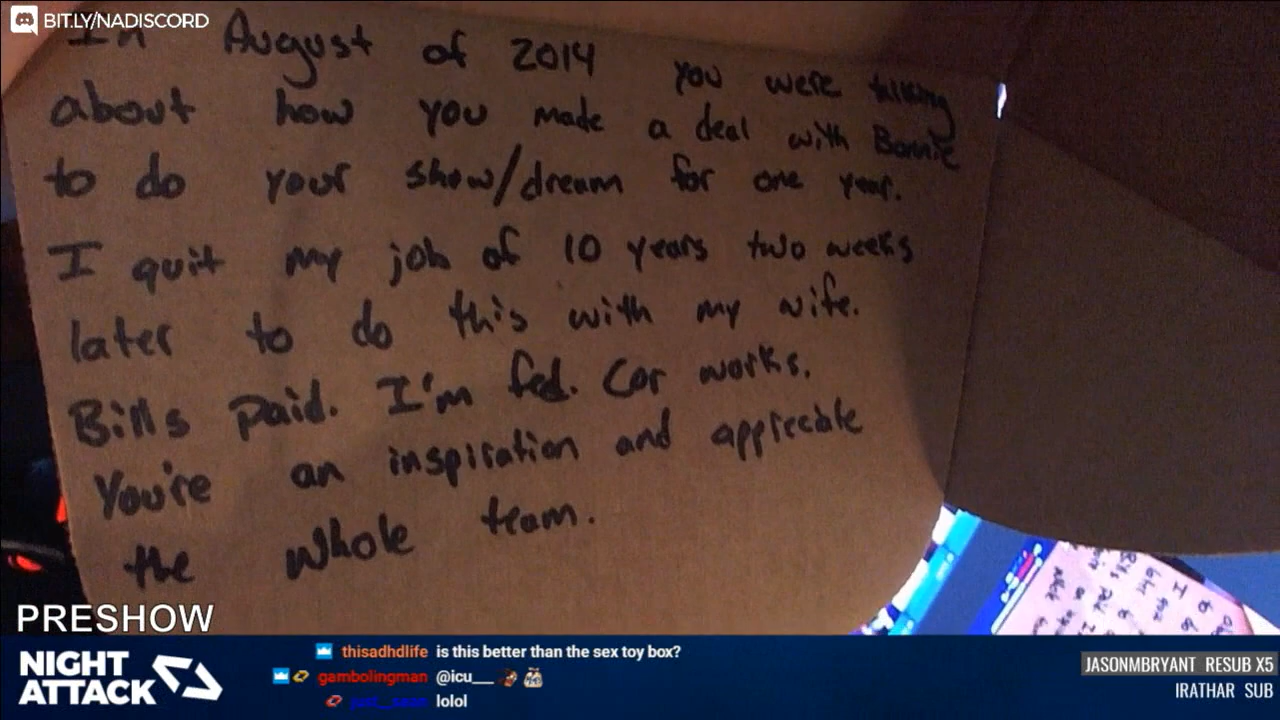 BIT.LY/NADISCORD
In August of 2014 you were talking
about how you made a deal with Bonnie
to do your show/dream for one year.
I quit my job of 10 years two weeks
later to do this with my wife.
Bills paid. I'm fed. Car works.
You're an inspiration and appreciate
the whole team.
PRESHOW
NIGHT
ATTACK
thisadhdlife is this better than the sex toy box?
gambolingman @icu___
lolol
JASONMBRYANT RESUB X5
IRATHAR SUB